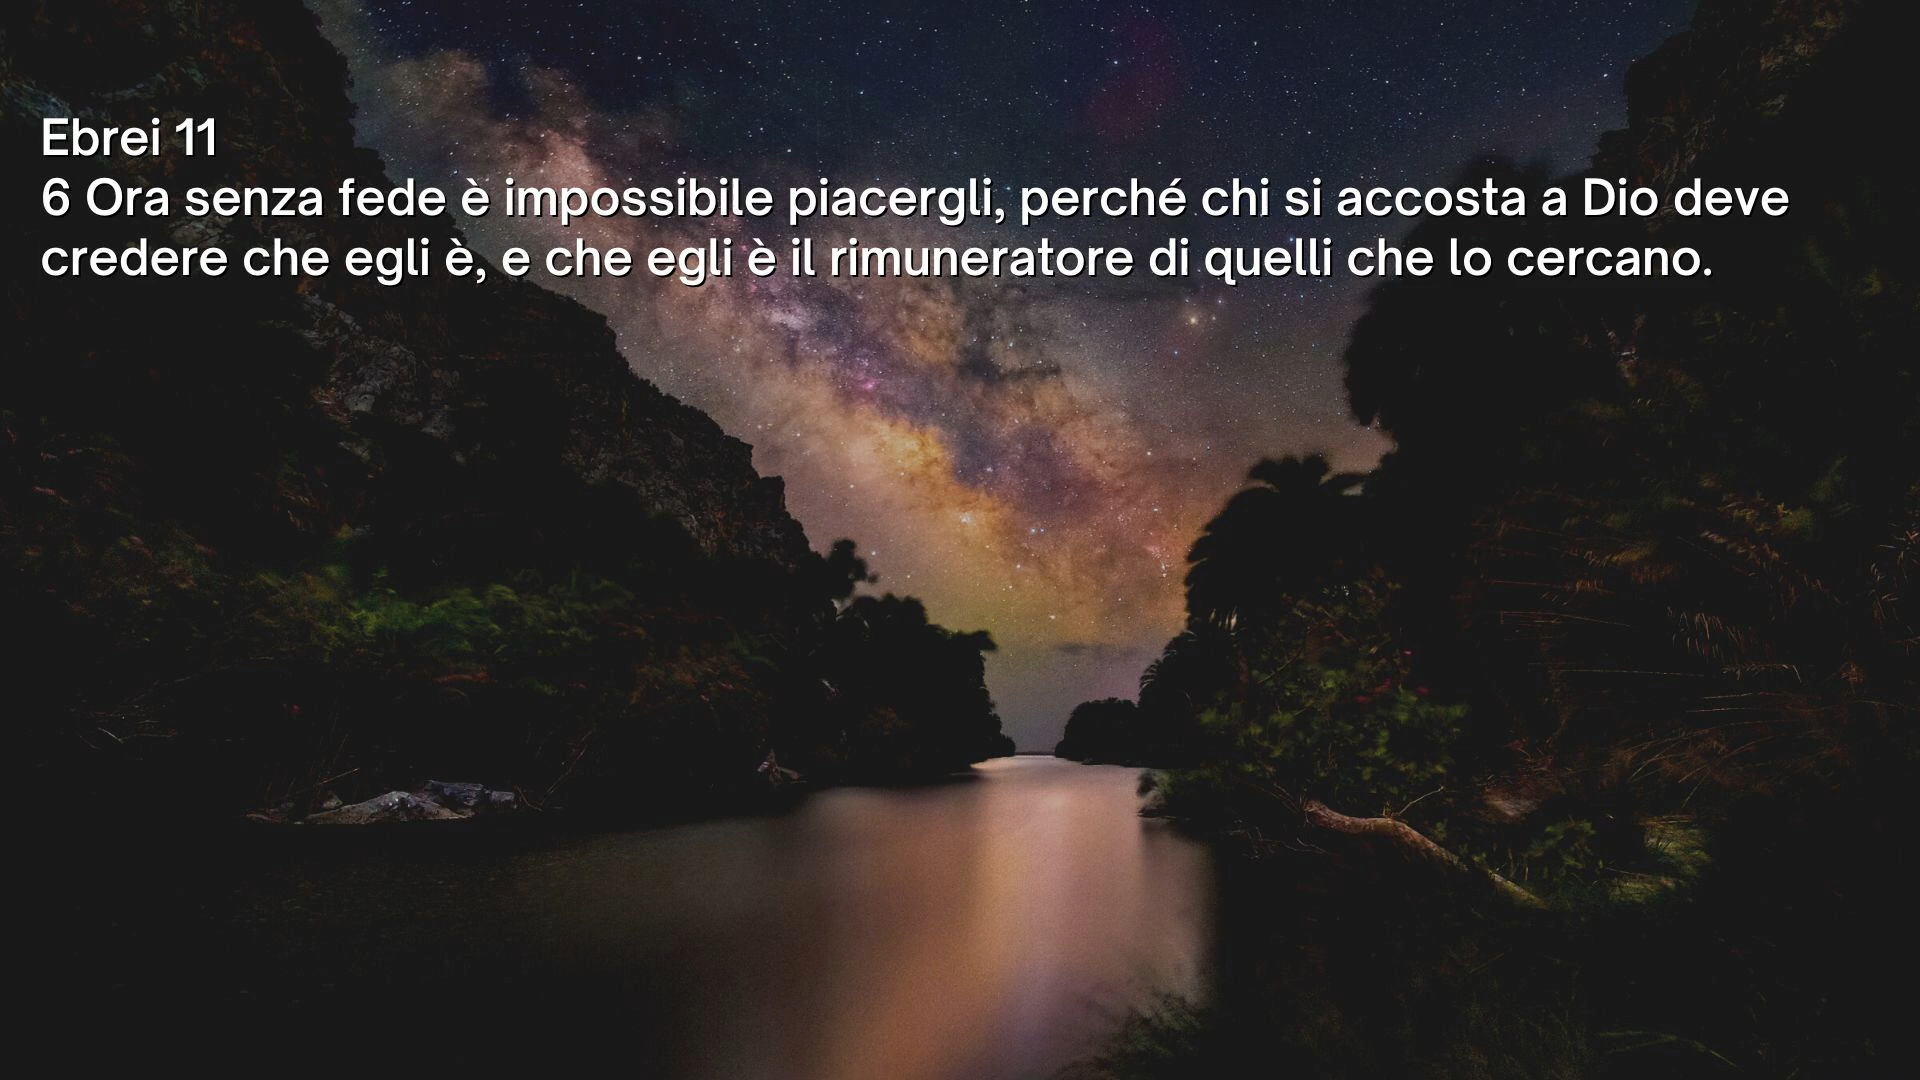 Ebrei 11
6 Ora senza fede è impossibile piacergli, perché chi si accosta a Dio deve
credere che egli è, e che egli è il rimuneratore di quelli che lo cercano.